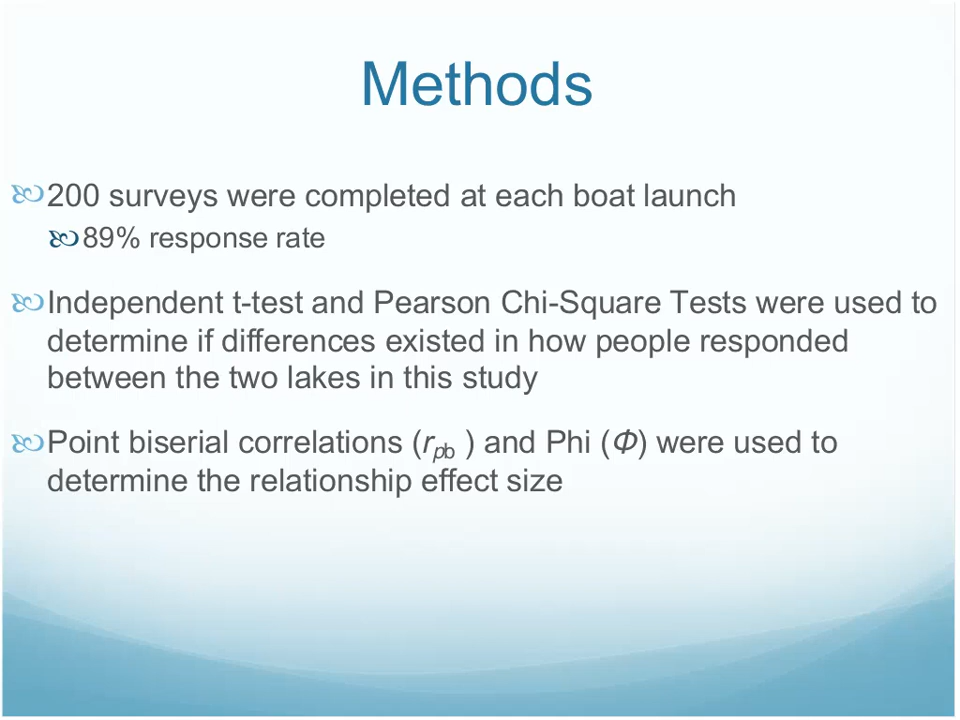 Methods
200 surveys were completed at each boat launch
89% response rate
Independent t-test and Pearson Chi-Square Tests were used to
determine if differences existed in how people responded
between the two lakes in this study
Point biserial correlations (rpb ) and Phi (Φ) were used to
determine the relationship effect size